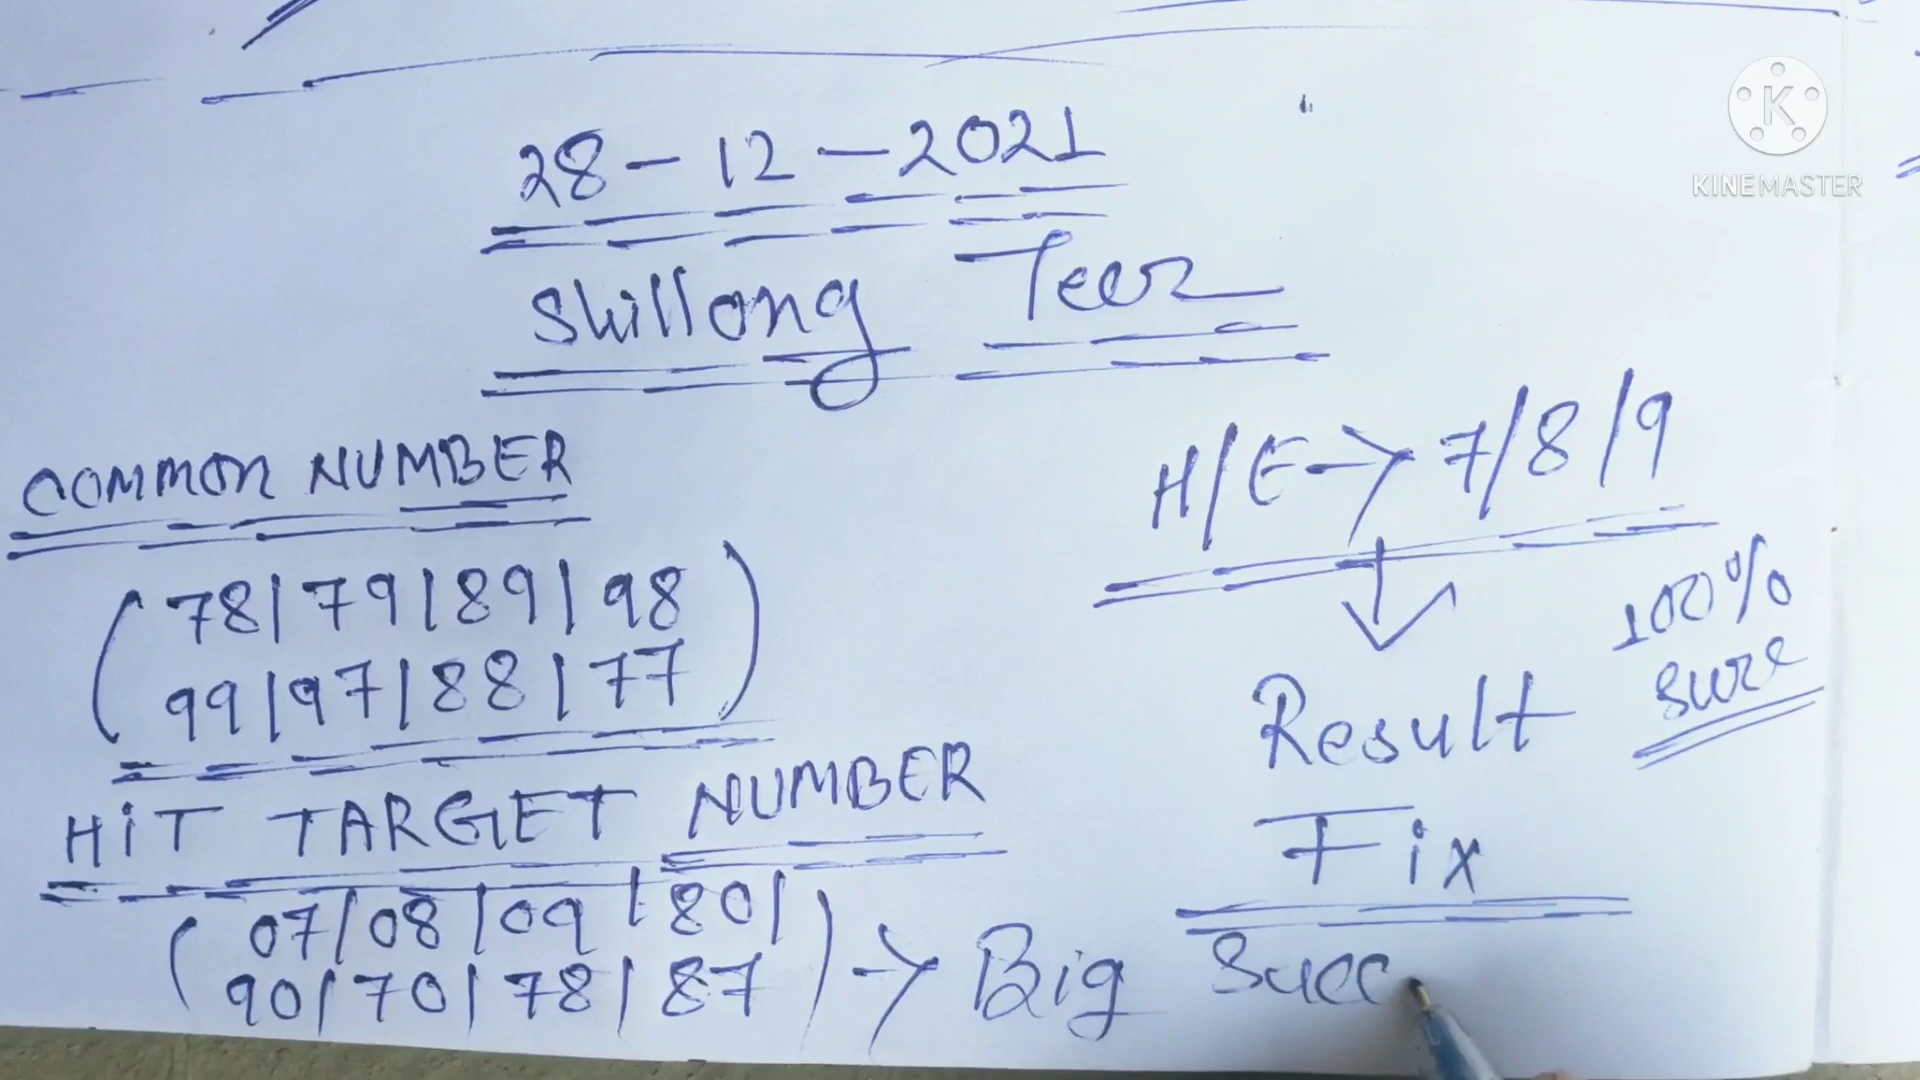 28-12-2021
Shillong Teer
COMMON NUMBER
(78|79|89|98
99|97|88|77)
HIT TARGET NUMBER
(07/08/09/80/
90/70/78/87) → Big Succ
H/E → 7/8/9
↓
Result
Fix
100%
sure
K
KINEMASTER